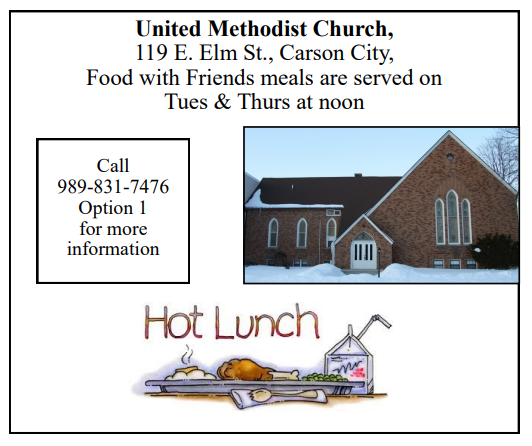 United Methodist Church,
119 E. Elm St., Carson City,
Food with Friends meals are served on
Tues & Thurs at noon
Call
989-831-7476
Option 1
for more
information
Hot Lunch